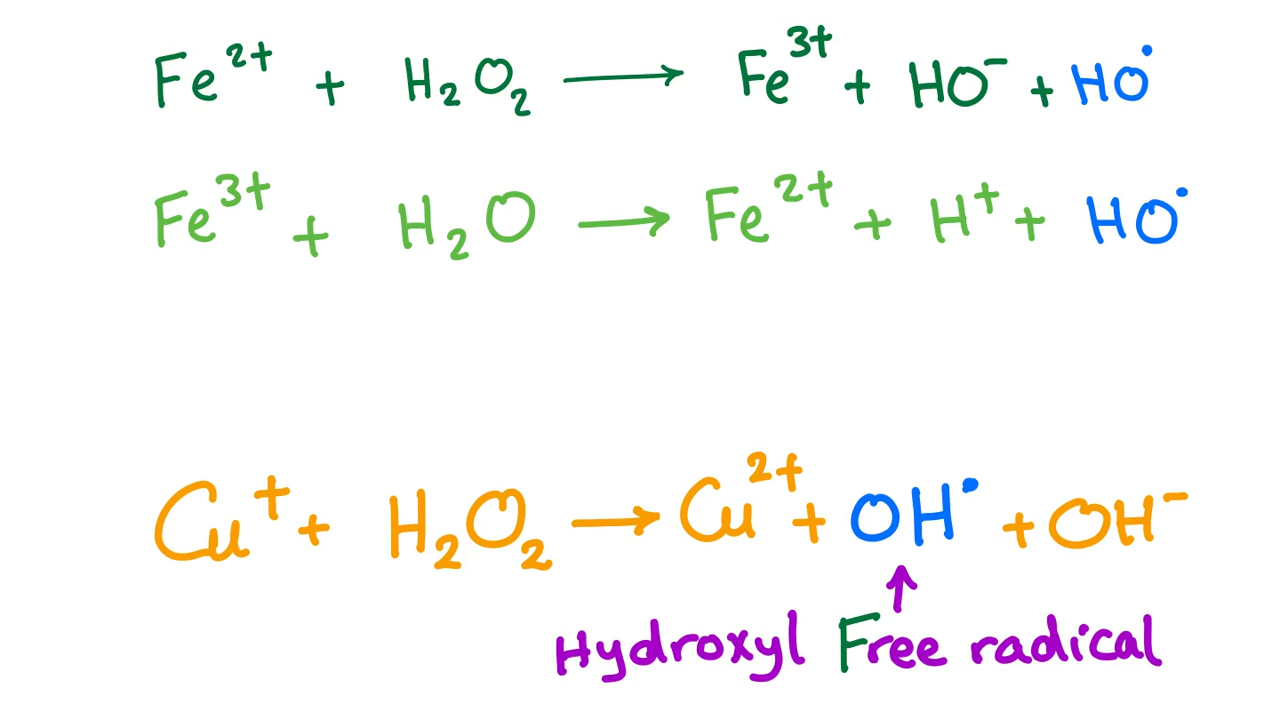 Fe²⁺ + H₂O₂ ⟶ Fe³⁺ + HO⁻ + HO•
Fe³⁺ + H₂O ⟶ Fe²⁺ + H⁺ + HO•
Cu⁺ + H₂O₂ ⟶ Cu²⁺ + OH• + OH⁻
Hydroxyl Free radical